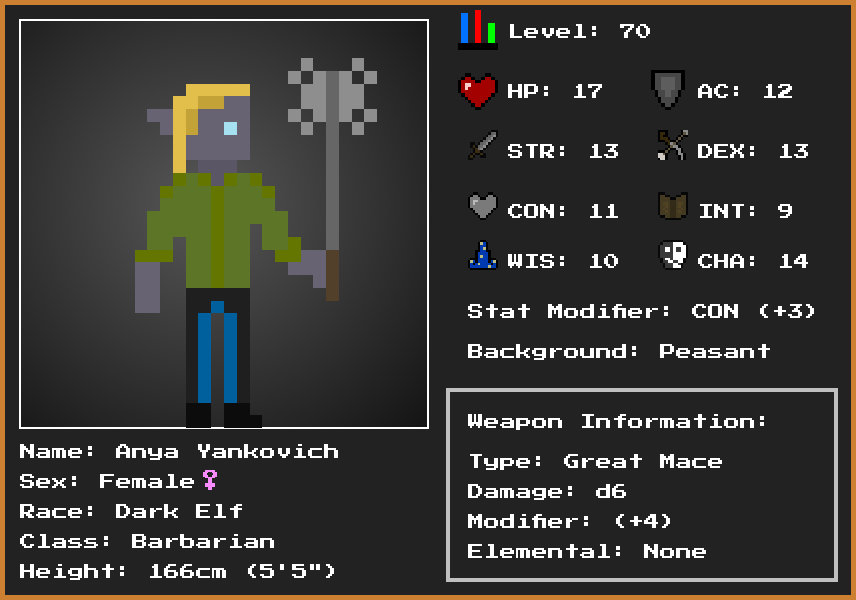 Level: 70
HP: 17
AC: 12
STR: 13
DEX: 13
CON: 11
INT: 9
WIS: 10
CHA: 14
Stat Modifier: CON (+3)
Background: Peasant
Weapon Information:
Type: Great Mace
Damage: d6
Modifier: (+4)
Elemental: None
Name: Anya Yankovich
Sex: Female♀
Race: Dark Elf
Class: Barbarian
Height: 166cm (5'5")